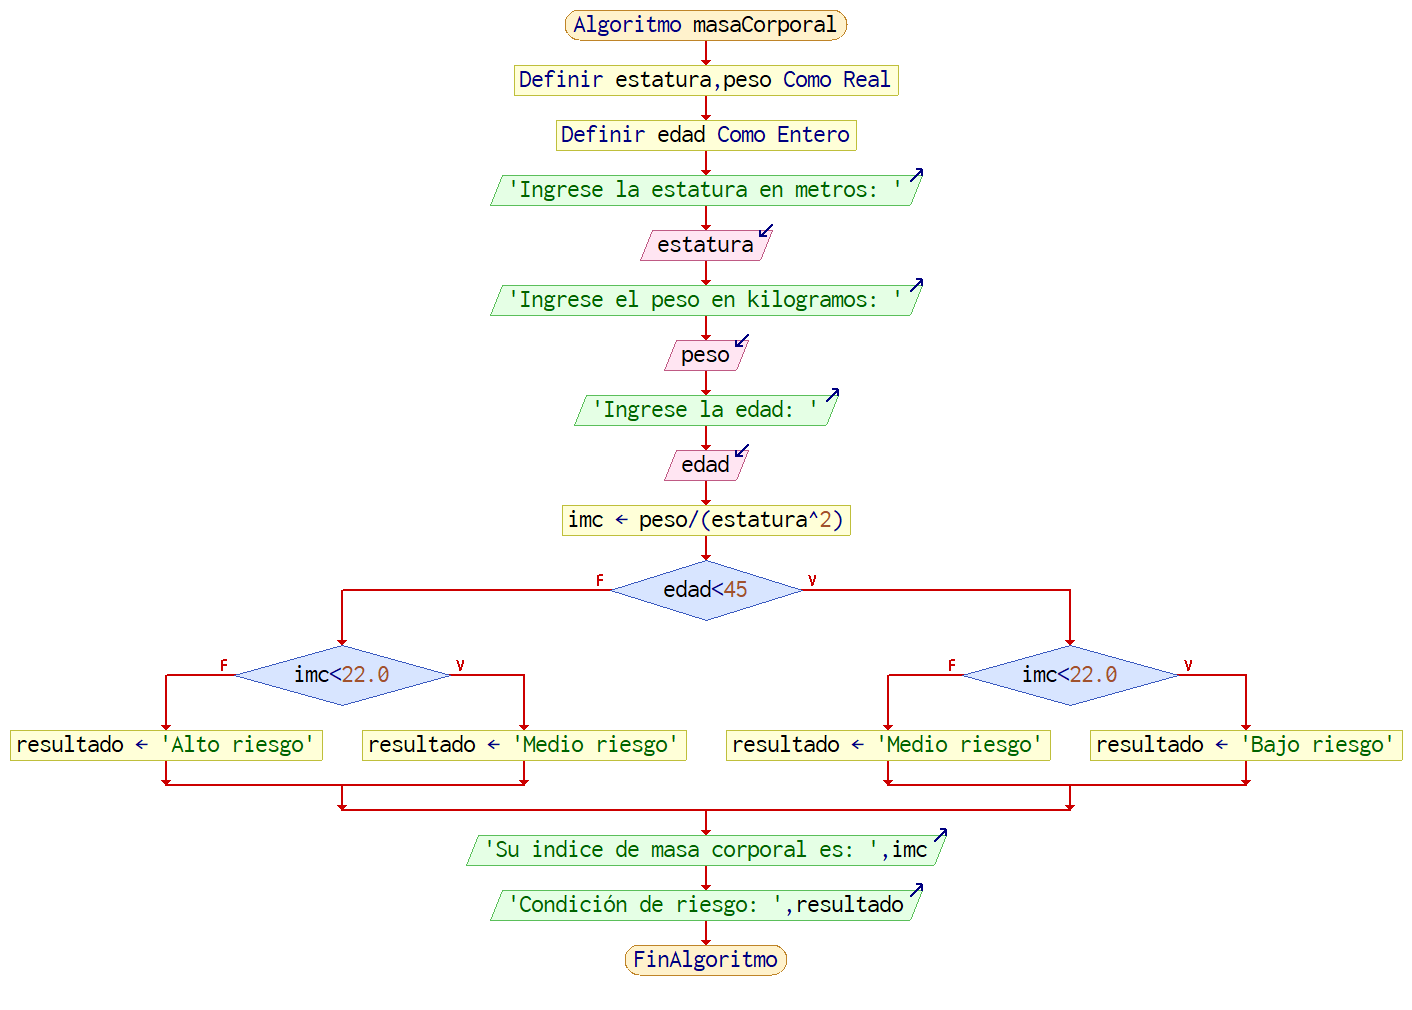 Algoritmo masaCorporal
Definir estatura,peso Como Real
Definir edad Como Entero
'Ingrese la estatura en metros: '
estatura
'Ingrese el peso en kilogramos: '
peso
'Ingrese la edad: '
edad
imc ← peso/(estatura^2)
F
edad<45
V
F
imc<22.0
V
F
imc<22.0
V
resultado ← 'Alto riesgo'
resultado ← 'Medio riesgo'
resultado ← 'Medio riesgo'
resultado ← 'Bajo riesgo'
'Su indice de masa corporal es: ',imc
'Condición de riesgo: ',resultado
FinAlgoritmo